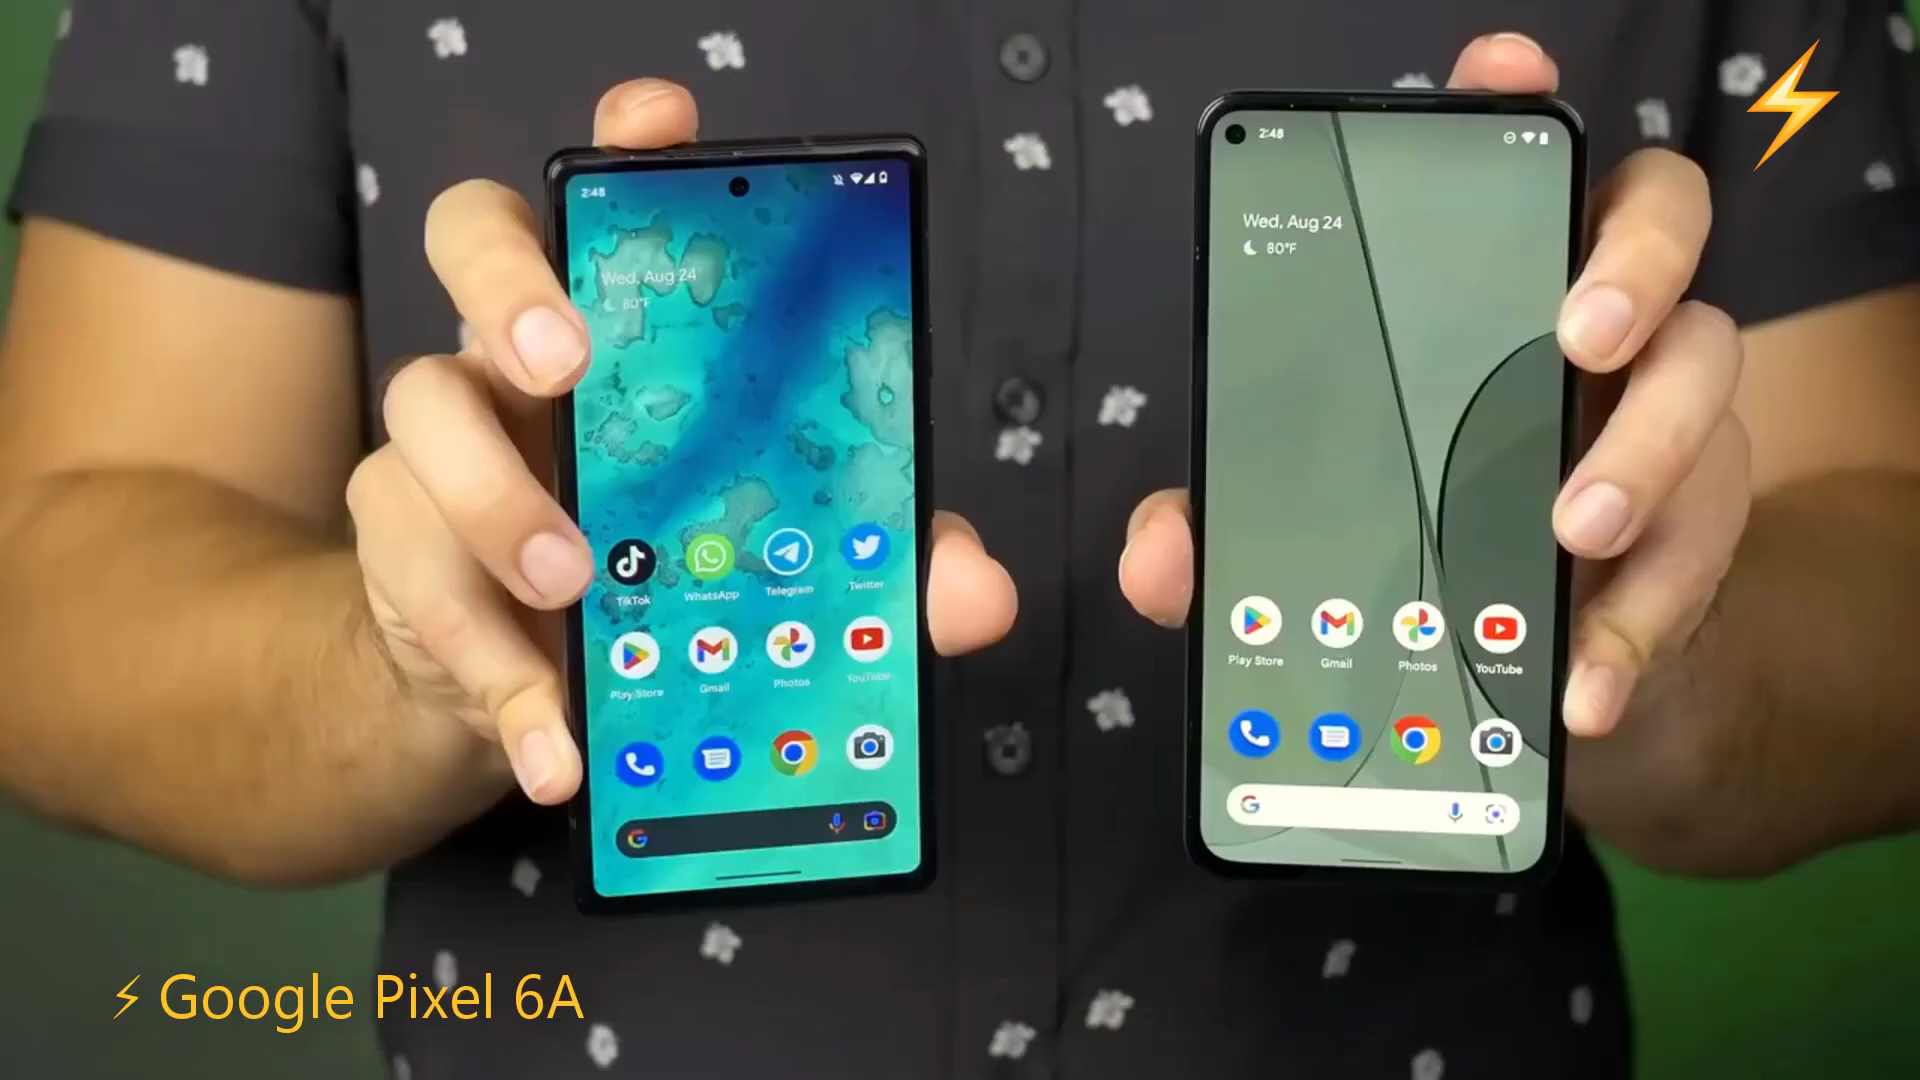 2:48
Wed, Aug 24
80°F
TikTok
WhatsApp
Telegram
Twitter
Play Store
Gmail
Photos
YouTube
2:48
Wed, Aug 24
80°F
Play Store
Gmail
Photos
YouTube
⚡ Google Pixel 6A